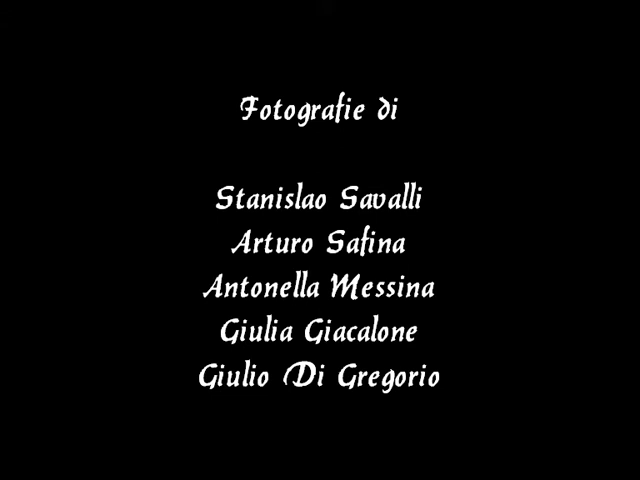 Fotografie di
Stanislao Savalli
Arturo Safina
Antonella Messina
Giulia Giacalone
Giulio Di Gregorio